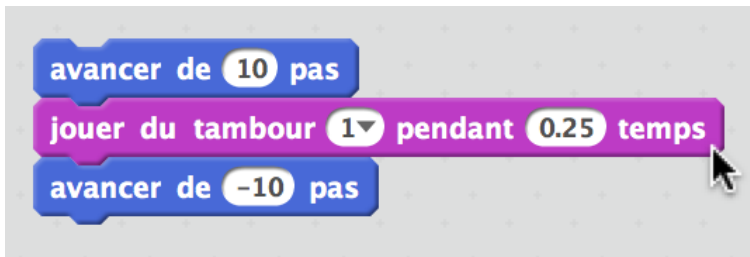 avancer de 10 pas
jouer du tambour 1 pendant 0.25 temps
avancer de -10 pas